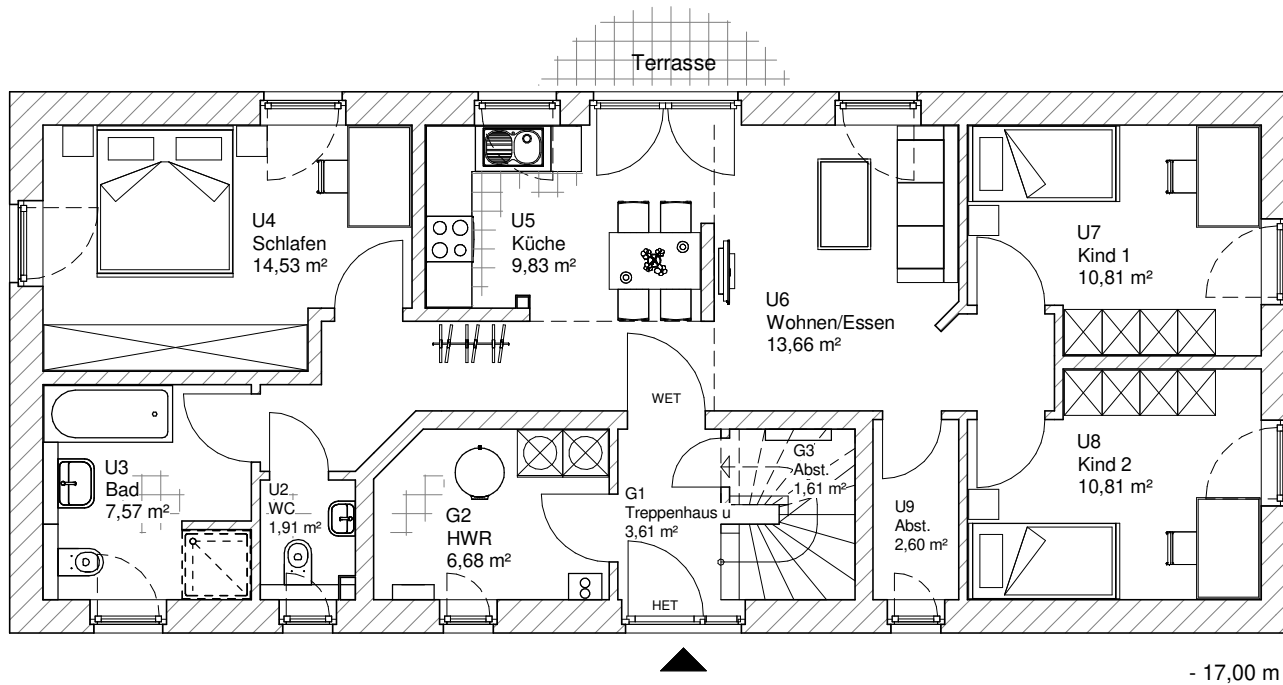 Terrasse
U4
Schlafen
14,53 m²
U5
Küche
9,83 m²
U6
Wohnen/Essen
13,66 m²
U7
Kind 1
10,81 m²
WET
U3
Bad
7,57 m²
U2
WC
1,91 m²
G2
HWR
6,68 m²
G1
Treppenhaus u
3,61 m²
G3
Abst.
1,61 m²
U9
Abst.
2,60 m²
U8
Kind 2
10,81 m²
HET
- 17,00 m